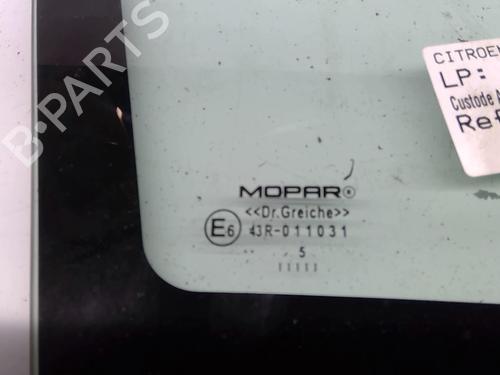 B-PARTS
CITROEN
LP:
Custode A
Ref
MOPAR®
<<Dr.Greiche>>
E6 43R-011031
5